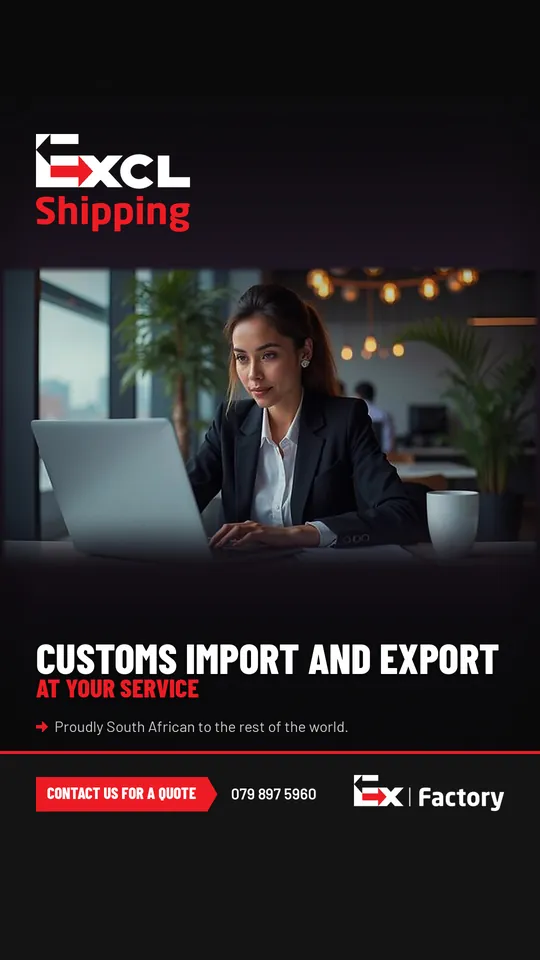 EXCL
Shipping
CUSTOMS IMPORT AND EXPORT
AT YOUR SERVICE
Proudly South African to the rest of the world.
CONTACT US FOR A QUOTE
079 897 5960
Ex | Factory